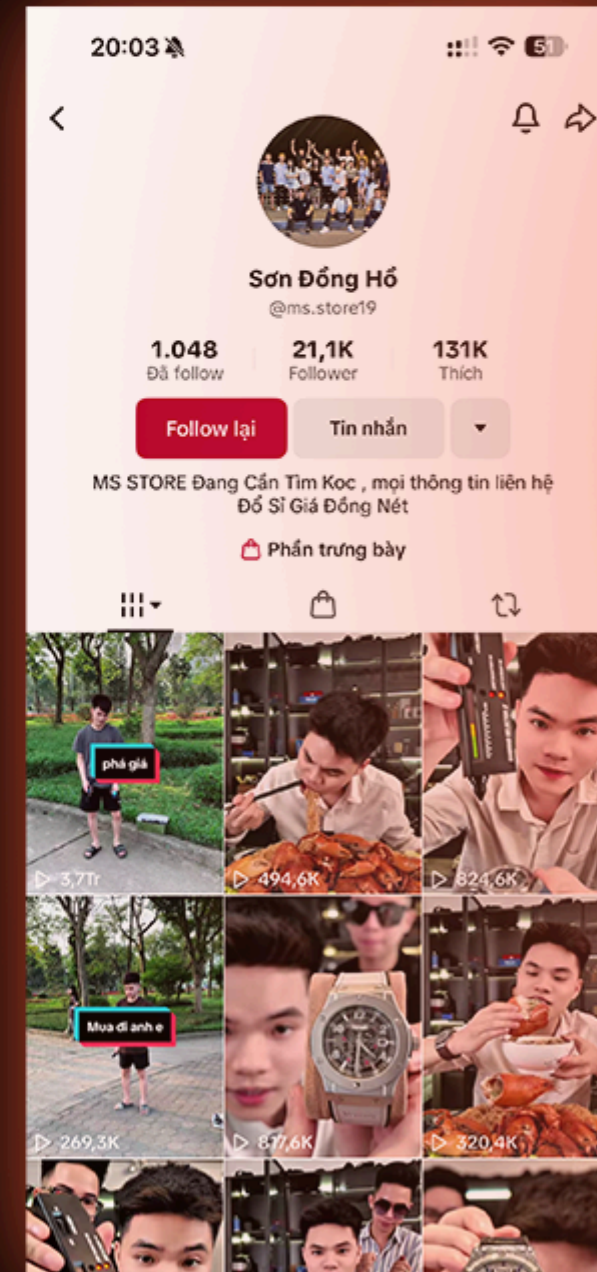 20:03
51
Sơn Đồng Hồ
@ms.store19
1.048
Đã follow
21,1K
Follower
131K
Thích
Follow lại
Tin nhắn
MS STORE Đang Cần Tìm Koc , mọi thông tin liên hệ
Đổ Sỉ Giá Đồng Nét
Phần trưng bày
phá giá
3,7Tr
494,6K
824,6K
Mua đi anh e
269,3K
817,6K
320,4K